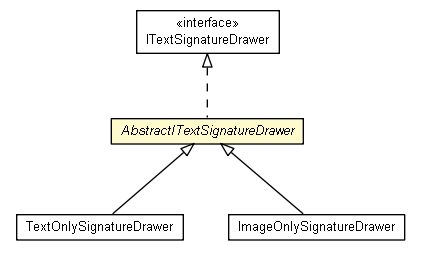 «interface»
ITextSignatureDrawer
AbstractITextSignatureDrawer
TextOnlySignatureDrawer
ImageOnlySignatureDrawer